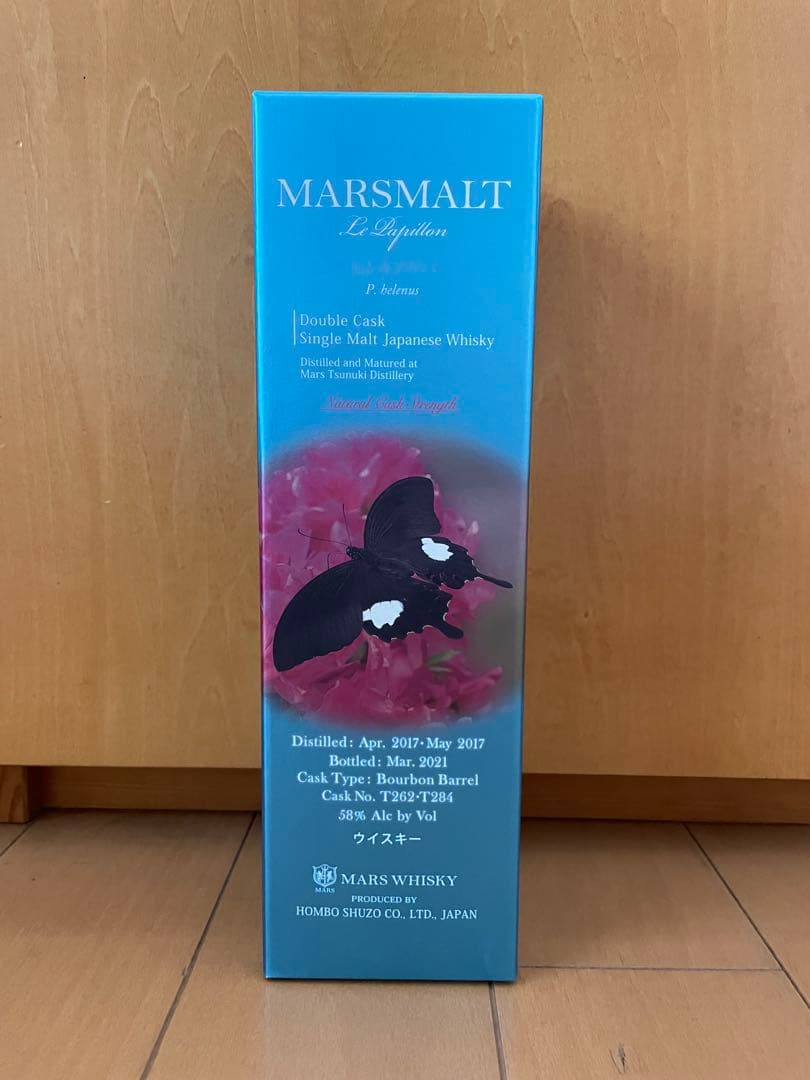 MARSMALT
Le Papillon
P. helenus
Double Cask
Single Malt Japanese Whisky
Distilled and Matured at
Mars Tsunuki Distillery
Natural Cask Strength
Distilled: Apr. 2017・May 2017
Bottled: Mar. 2021
Cask Type: Bourbon Barrel
Cask No. T262・T284
58% Alc by Vol
ウイスキー
MARS
MARS WHISKY
PRODUCED BY
HOMBO SHUZO CO., LTD., JAPAN